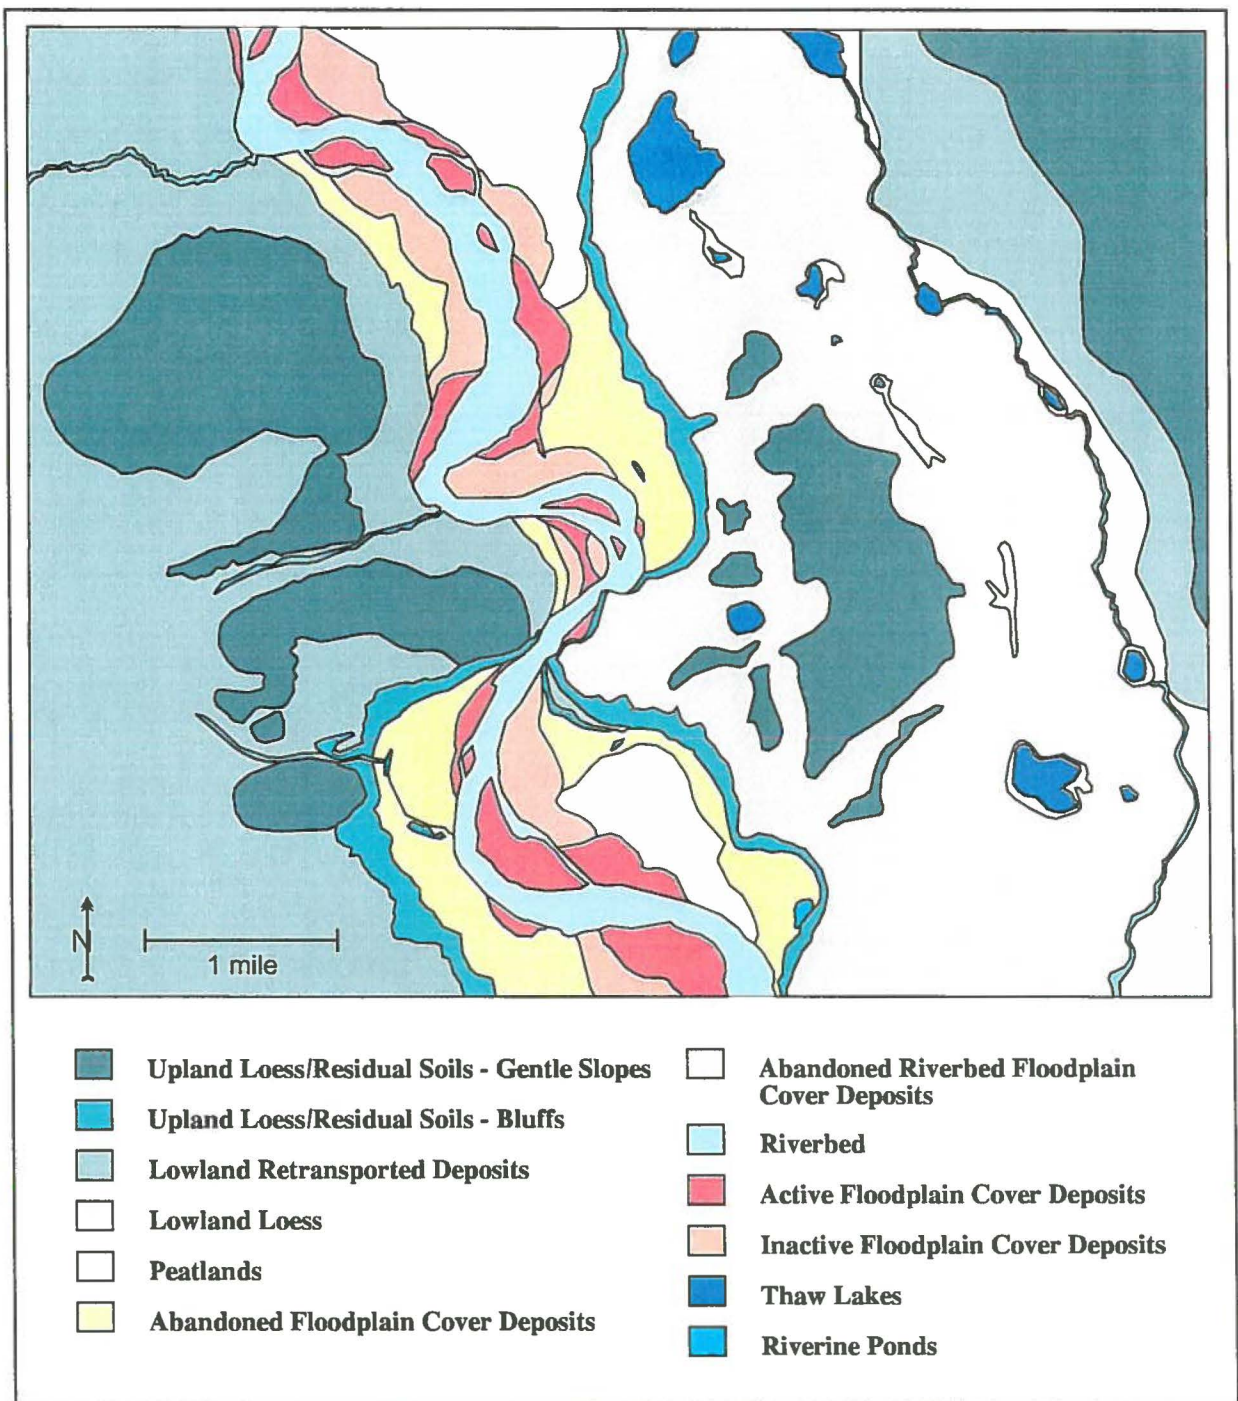 N
1 mile
Upland Loess/Residual Soils - Gentle Slopes
Upland Loess/Residual Soils - Bluffs
Lowland Retransported Deposits
Lowland Loess
Peatlands
Abandoned Floodplain Cover Deposits
Abandoned Riverbed Floodplain
Cover Deposits
Riverbed
Active Floodplain Cover Deposits
Inactive Floodplain Cover Deposits
Thaw Lakes
Riverine Ponds